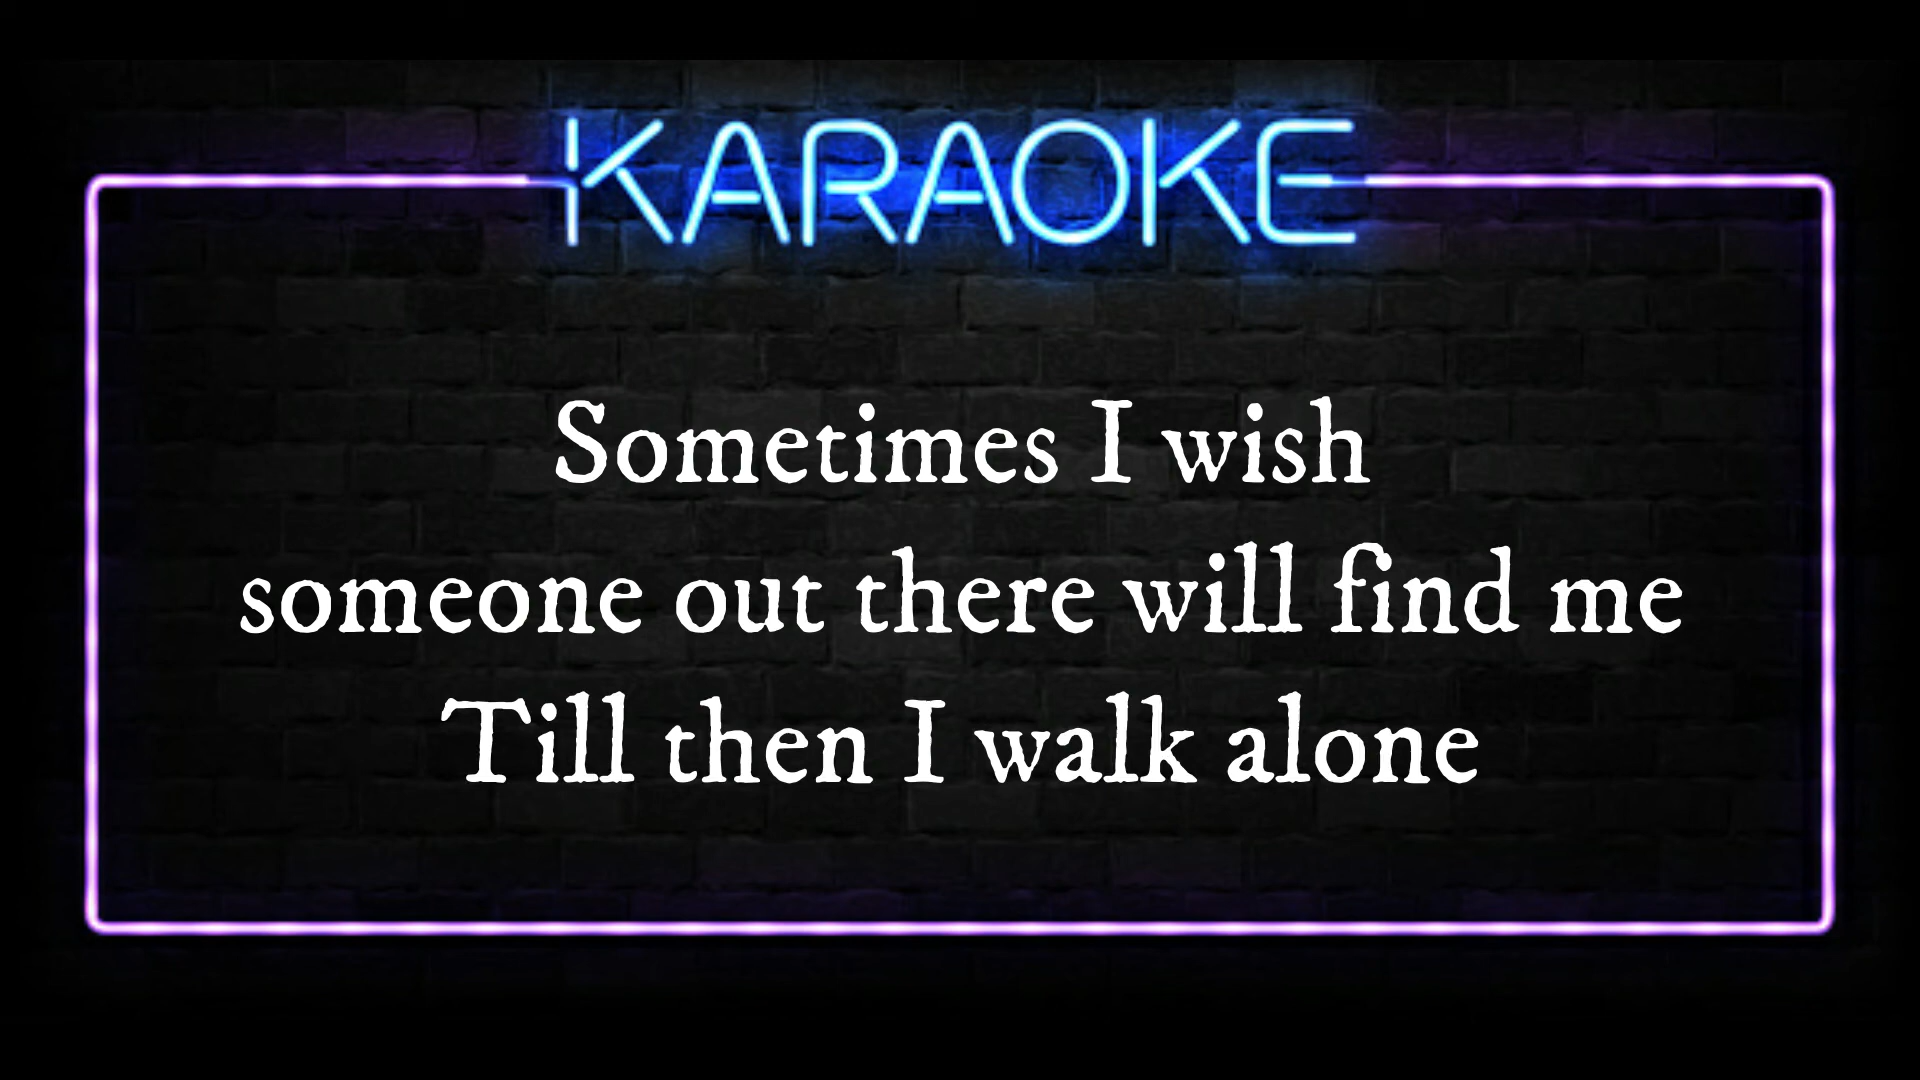 KARAOKE
Sometimes I wish
someone out there will find me
Till then I walk alone